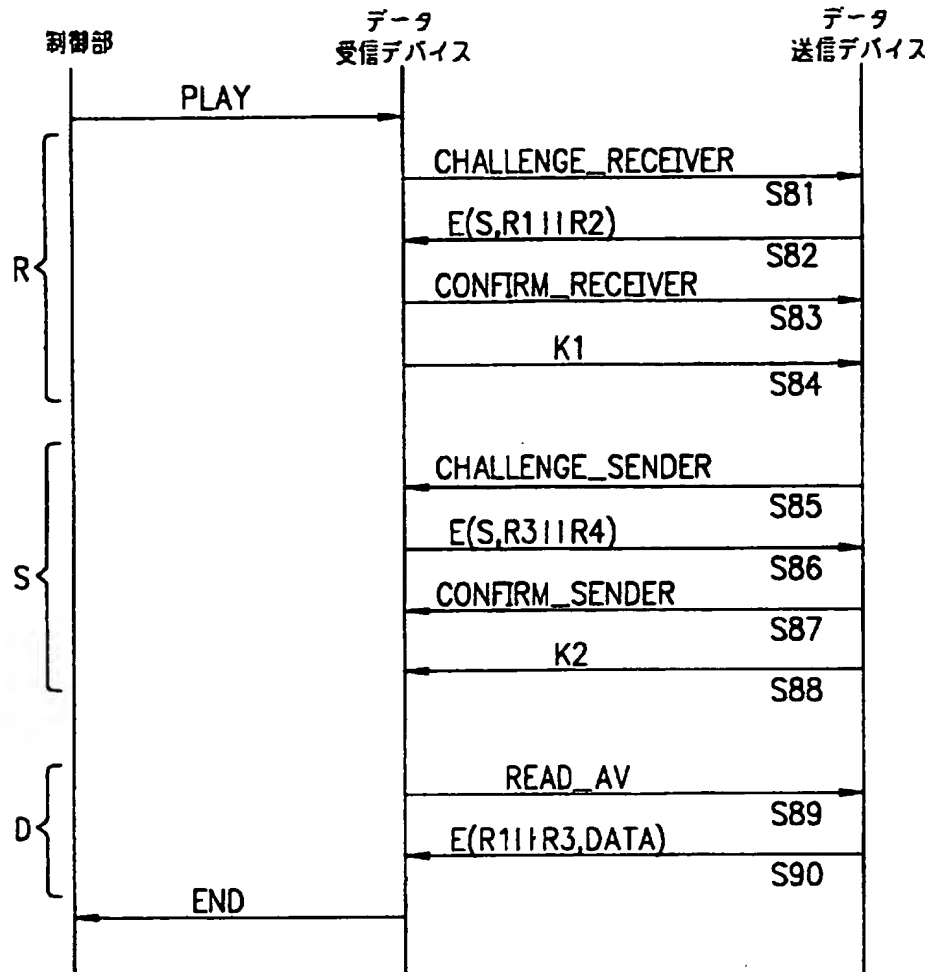 制御部
データ
受信デバイス
データ
送信デバイス
PLAY
CHALLENGE_RECEIVER
S81
E(S,R1||R2)
S82
R
CONFIRM_RECEIVER
S83
K1
S84
CHALLENGE_SENDER
S85
E(S,R3||R4)
S86
S
CONFIRM_SENDER
S87
K2
S88
READ_AV
S89
D
E(R1||R3,DATA)
S90
END